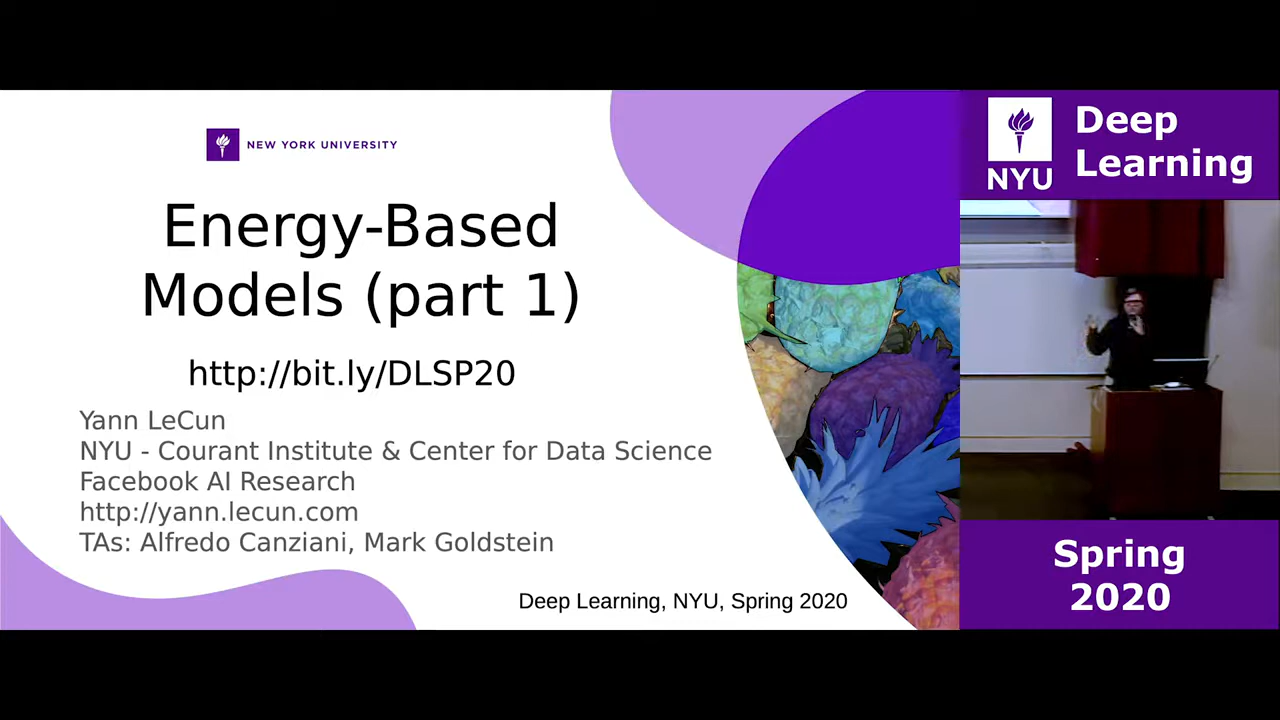 NEW YORK UNIVERSITY
Energy-Based
Models (part 1)
http://bit.ly/DLSP20
Yann LeCun
NYU - Courant Institute & Center for Data Science
Facebook AI Research
http://yann.lecun.com
TAs: Alfredo Canziani, Mark Goldstein
Deep Learning, NYU, Spring 2020
NYU
Deep
Learning
Spring
2020